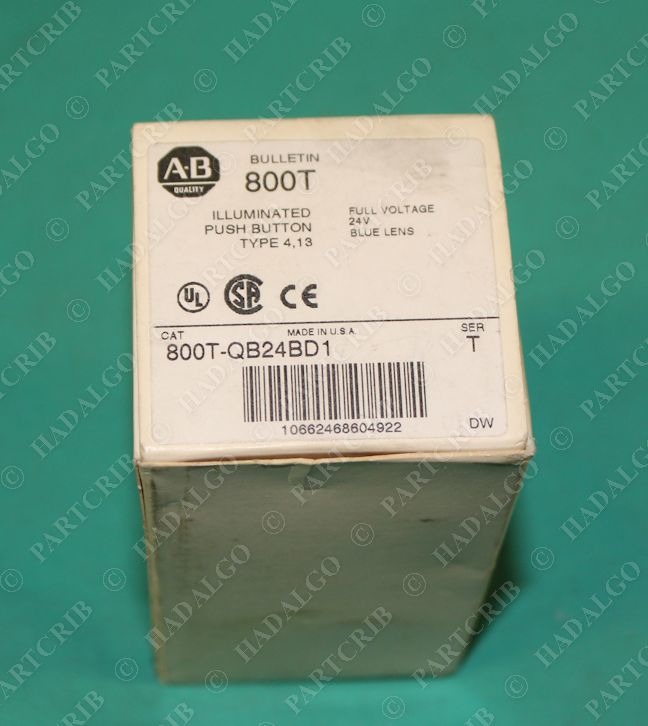 A-B
QUALITY
BULLETIN
800T
ILLUMINATED
PUSH BUTTON
TYPE 4,13
FULL VOLTAGE
24V
BLUE LENS
UL
SA
CE
CAT
MADE IN U.S.A.
SER
800T-QB24BD1
T
10662468604922
DW
© PARTCRIB
© HADALGO